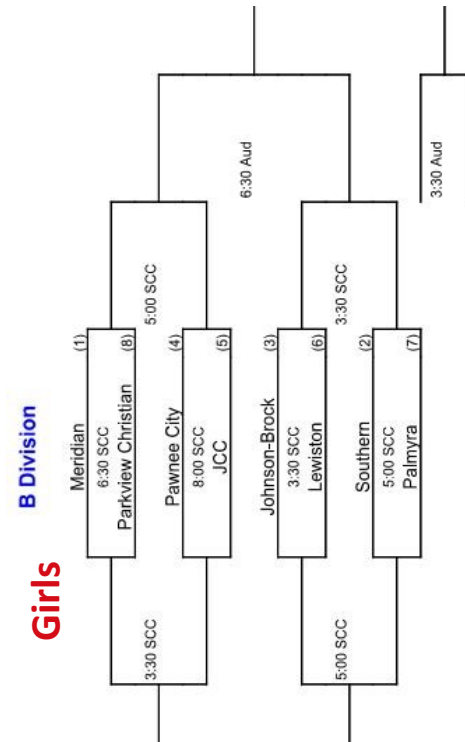 Girls
B Division
Meridian (1)
6:30 SCC
Parkview Christian (8)
Pawnee City (4)
8:00 SCC
JCC (5)
Johnson-Brock (3)
3:30 SCC
Lewiston (6)
Southern (2)
5:00 SCC
Palmyra (7)
3:30 SCC
5:00 SCC
5:00 SCC
3:30 SCC
6:30 Aud
3:30 Aud